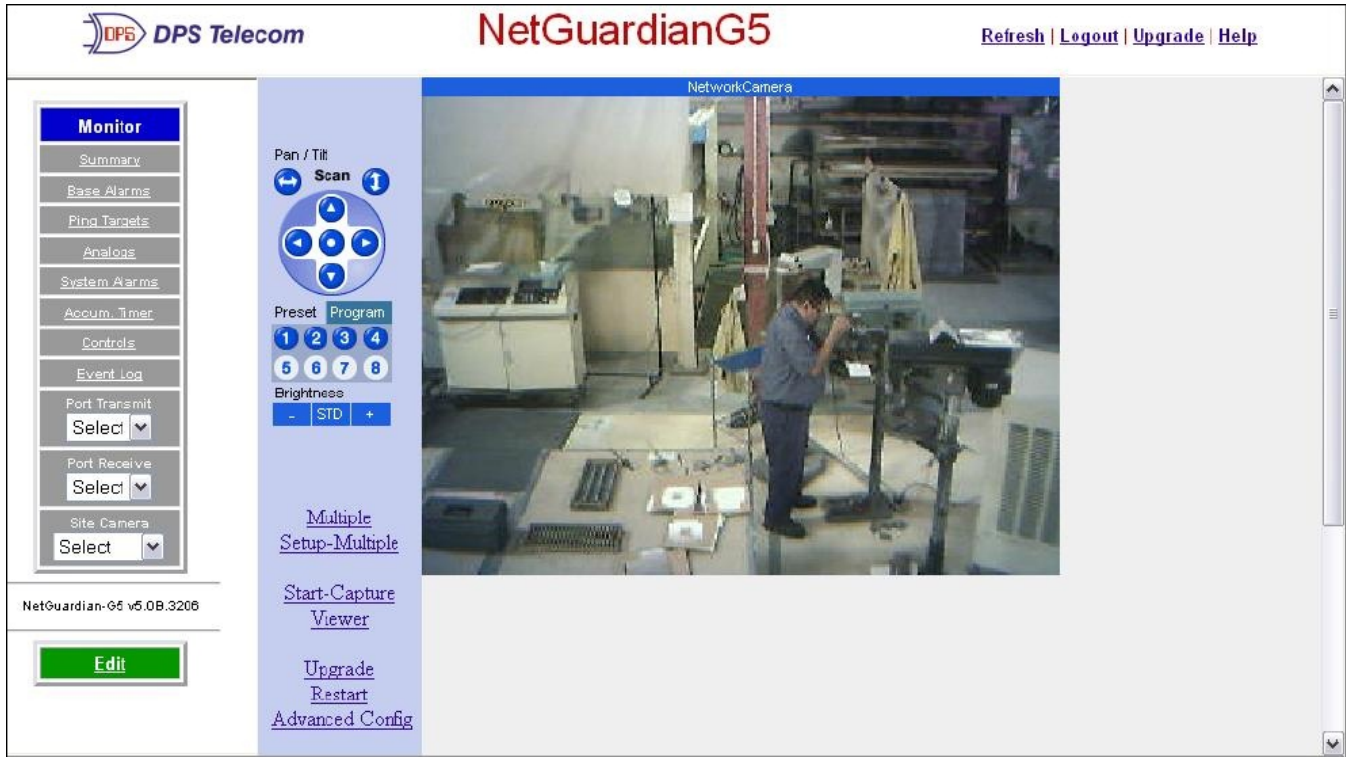 DPS DPS Telecom
NetGuardianG5
Refresh | Logout | Upgrade | Help
Monitor
Summary
Base Alarms
Ping Targets
Analogs
System Alarms
Accum. Timer
Controls
Event Log
Port Transmit
Select
Port Receive
Select
Site Camera
Select
NetGuardian-G5 v5.0B.3206
Edit
Pan / Tilt
Scan
Preset Program
1 2 3 4
5 6 7 8
Brightness
- STD +
Multiple
Setup-Multiple
Start-Capture
Viewer
Upgrade
Restart
Advanced Config
NetworkCamera